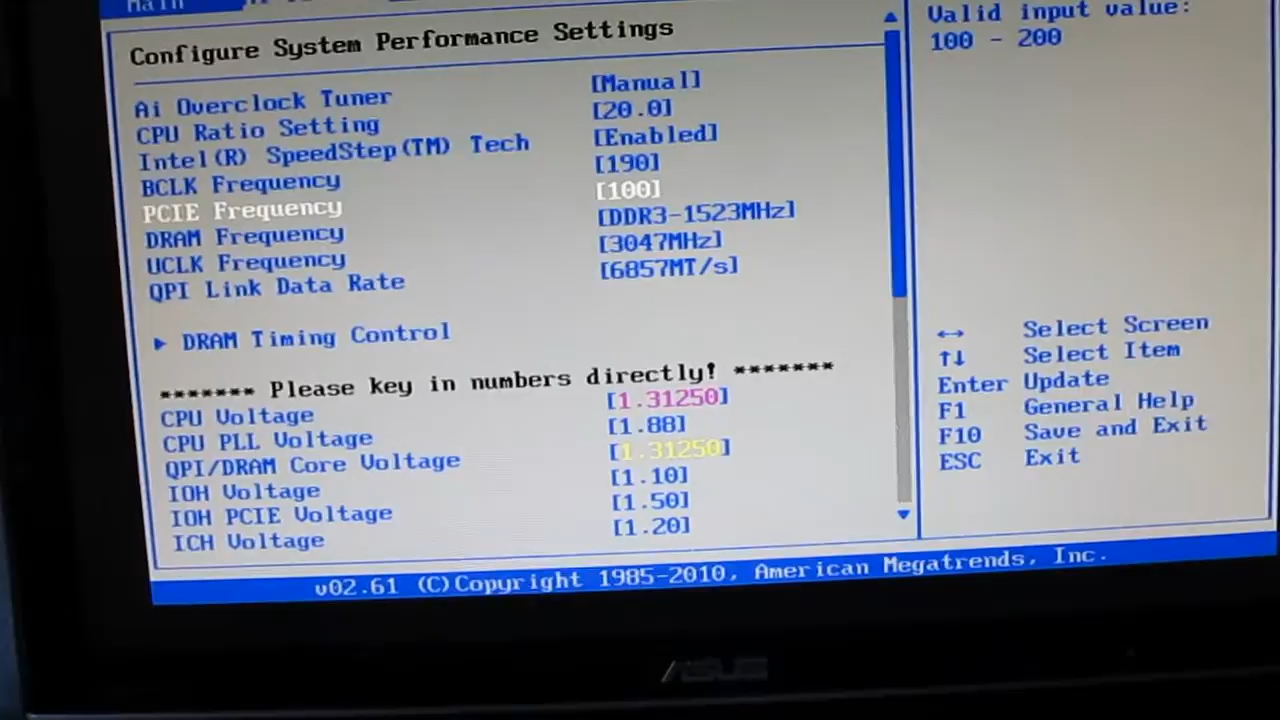 Main
Configure System Performance Settings
Ai Overclock Tuner [Manual]
CPU Ratio Setting [20.0]
Intel(R) SpeedStep(TM) Tech [Enabled]
BCLK Frequency [190]
PCIE Frequency [100]
DRAM Frequency [DDR3-1523MHz]
UCLK Frequency [3047MHz]
QPI Link Data Rate [6857MT/s]
▶ DRAM Timing Control
******* Please key in numbers directly! *******
CPU Voltage [1.31250]
CPU PLL Voltage [1.88]
QPI/DRAM Core Voltage [1.31250]
IOH Voltage [1.10]
IOH PCIE Voltage [1.50]
ICH Voltage [1.20]
Valid input value:
100 - 200
↔ Select Screen
↑↓ Select Item
Enter Update
F1 General Help
F10 Save and Exit
ESC Exit
v02.61 (C)Copyright 1985-2010, American Megatrends, Inc.
ASUS